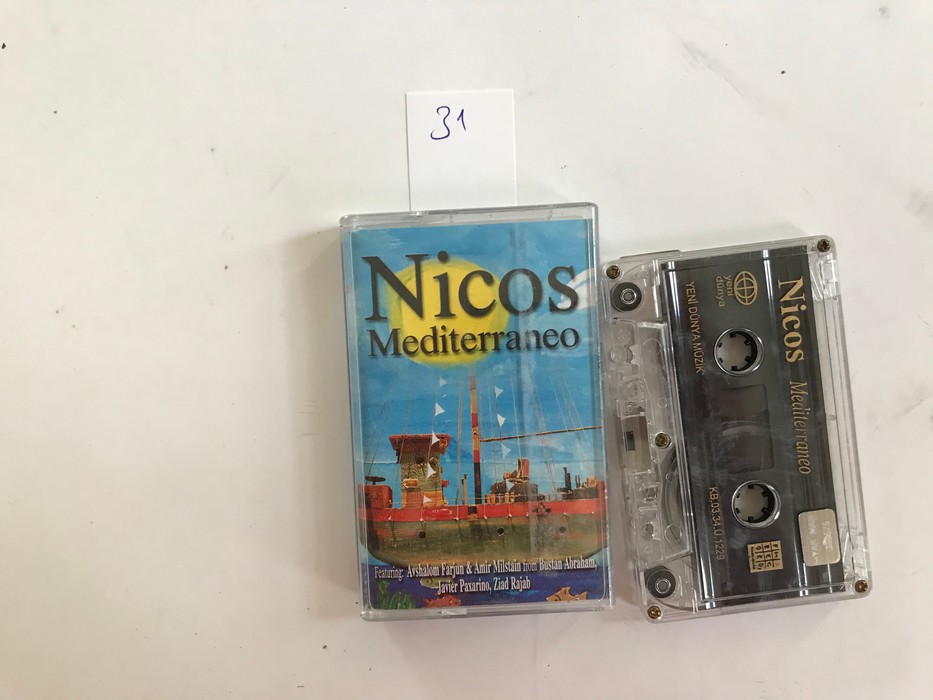 31
Nicos
Mediterraneo
Featuring: Avshalom Farjun & Amir Milstain from Bustan Abraham,
Javier Paxarino, Ziad Rajab
Nicos Mediterraneo
yeni
dünya
YENİ DÜNYA MÜZİK
KB.03.34.U.1229